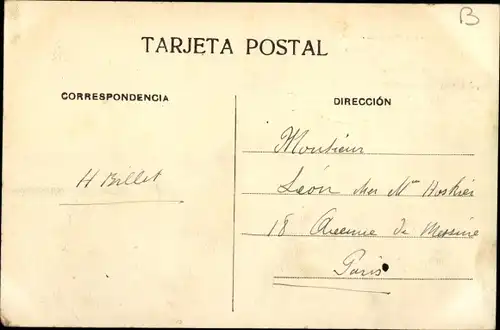 B
TARJETA POSTAL
CORRESPONDENCIA
DIRECCIÓN
H Billet
Monsieur
Léon chez Mr Hoskier
18 Avenue de Messine
Paris